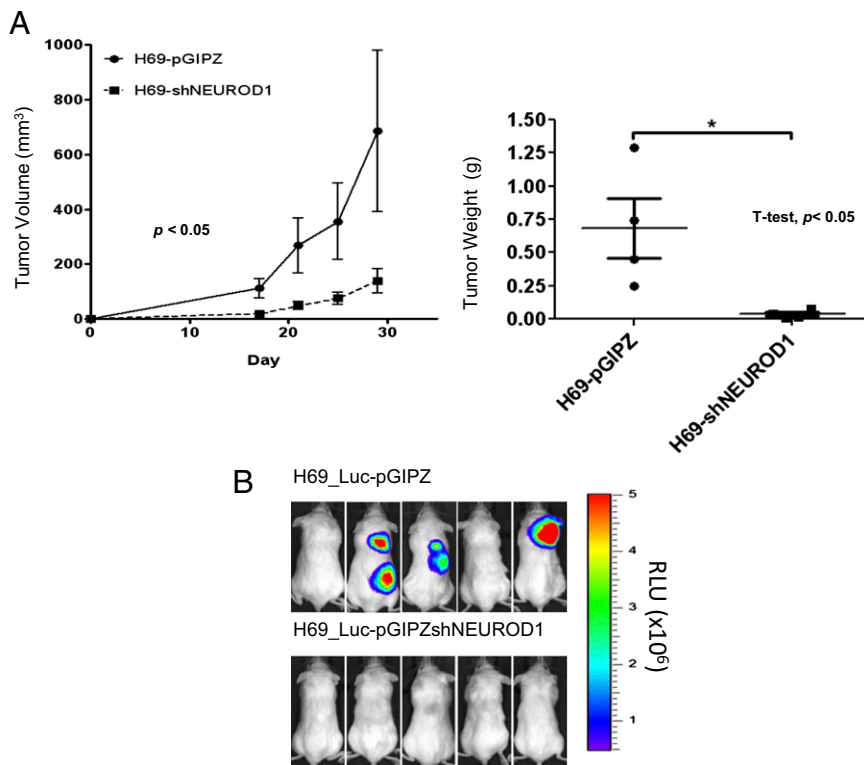 A
1000
800
600
400
200
0
0
20
30
Tumor Volume (mm³)
Day
H69-pGIPZ
H69-shNEUROD1
p < 0.05
1.50
1.25
1.00
0.75
0.50
0.25
0.00
Tumor Weight (g)
*
T-test, p< 0.05
H69-pGIPZ
H69-shNEUROD1
B
H69_Luc-pGIPZ
H69_Luc-pGIPZshNEUROD1
5
4
3
2
1
RLU (x10⁶)